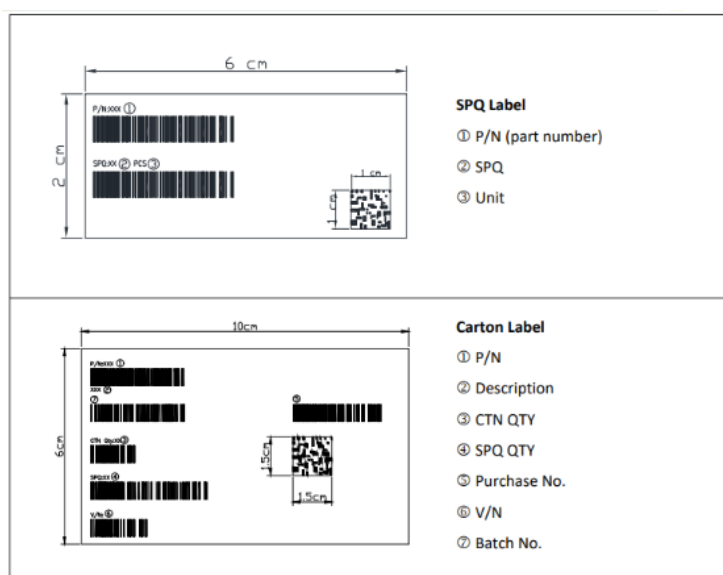 6 cm
2 cm
P/N:XXX ①
SPQ:XX ② PCS ③
1 cm
1 cm
SPQ Label
① P/N (part number)
② SPQ
③ Unit
10cm
6cm
P/N:XXX ①
XXX ②
⑦
⑤
CTN Qty:XX③
SPQ:XX ④
V/N: ⑥
1.5cm
1.5cm
Carton Label
① P/N
② Description
③ CTN QTY
④ SPQ QTY
⑤ Purchase No.
⑥ V/N
⑦ Batch No.